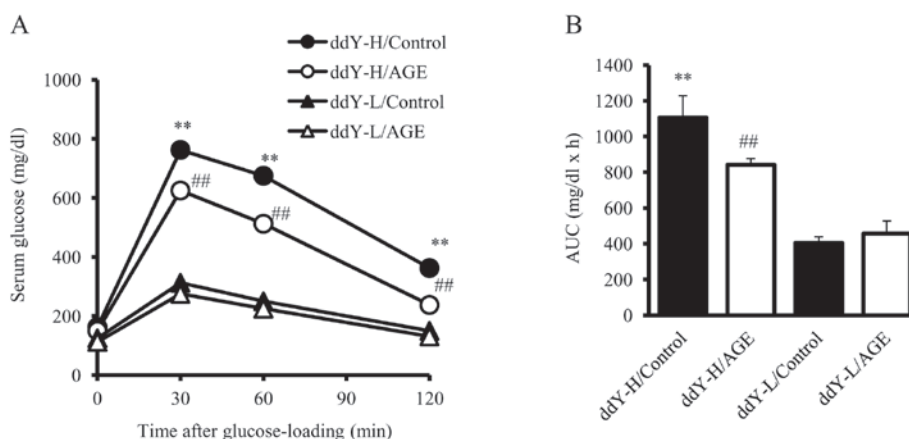 A
ddY-H/Control
ddY-H/AGE
ddY-L/Control
ddY-L/AGE
Serum glucose (mg/dl)
1000
800
600
400
200
0
**
**
**
##
##
##
0 30 60 90 120
Time after glucose-loading (min)
B
AUC (mg/dl x h)
1400
1200
1000
800
600
400
200
0
**
##
ddY-H/Control
ddY-H/AGE
ddY-L/Control
ddY-L/AGE